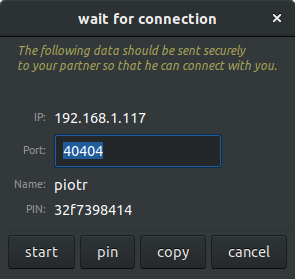 wait for connection ×
The following data should be sent securely
to your partner so that he can connect with you.
IP: 192.168.1.117
Port: 40404
Name: piotr
PIN: 32f7398414
start pin copy cancel